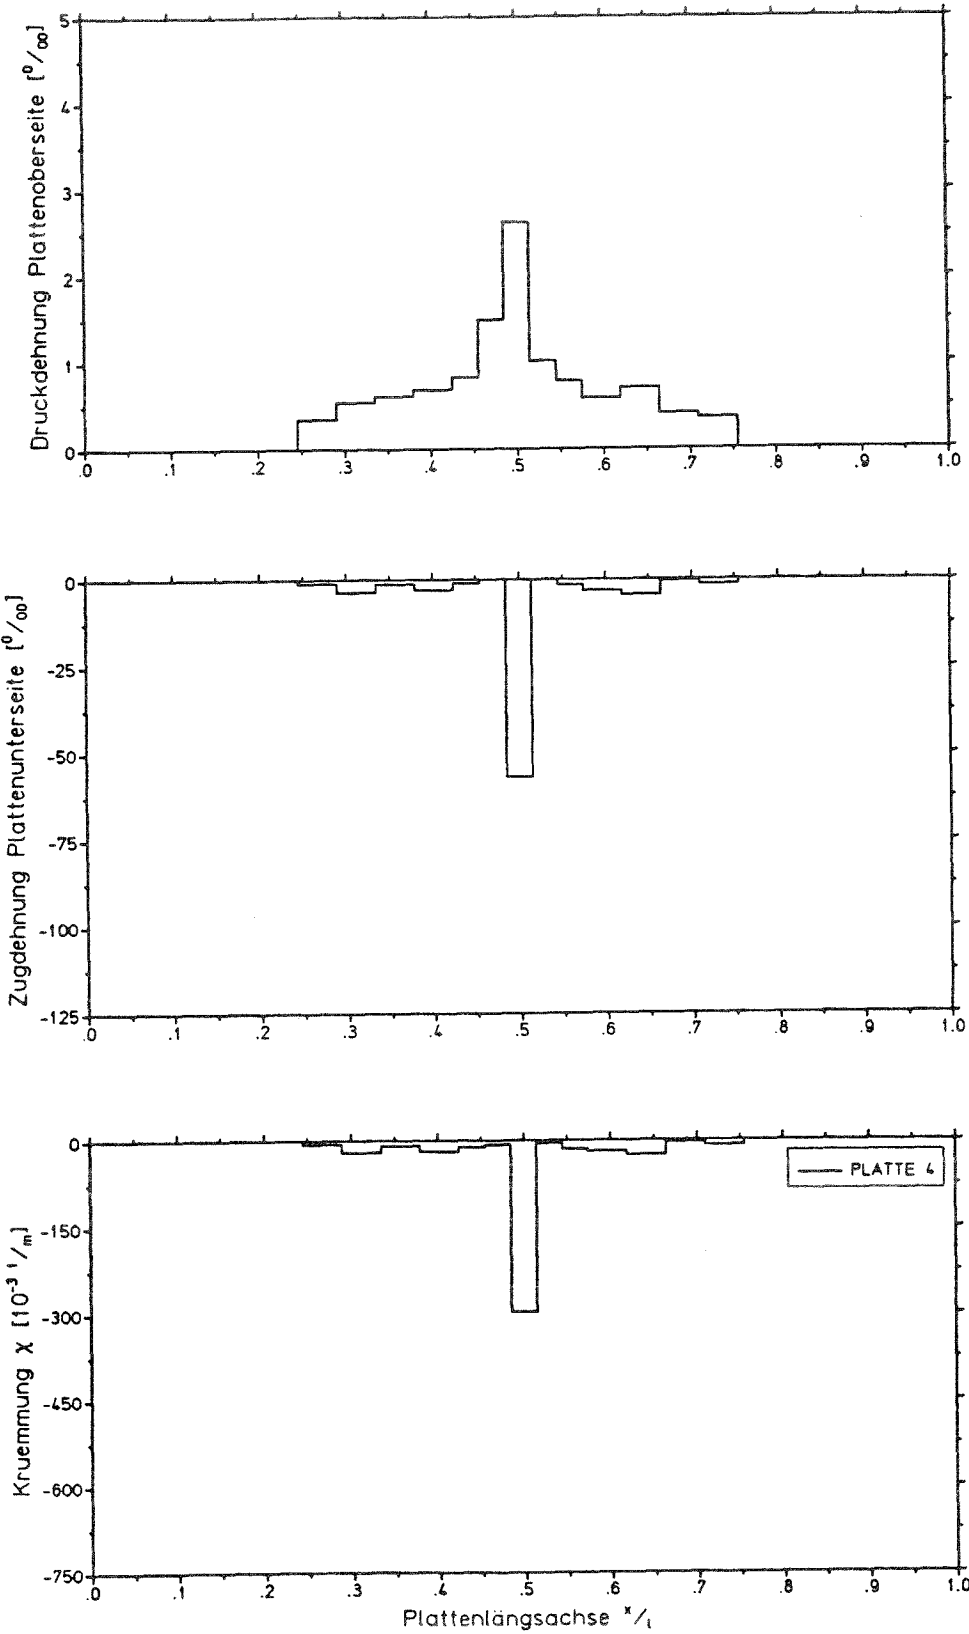 Druckdehnung Plattenoberseite [⁰/₀₀]
5
4
3
2
1
0
.0 .1 .2 .3 .4 .5 .6 .7 .8 .9 1.0
Zugdehnung Plattenunterseite [⁰/₀₀]
0
-25
-50
-75
-100
-125
.0 .1 .2 .3 .4 .5 .6 .7 .8 .9 1.0
Kruemmung χ [10⁻³ ¹/ₘ]
0
-150
-300
-450
-600
-750
PLATTE 4
.0 .1 .2 .3 .4 .5 .6 .7 .8 .9 1.0
Plattenlängsachse ˣ/ₗ